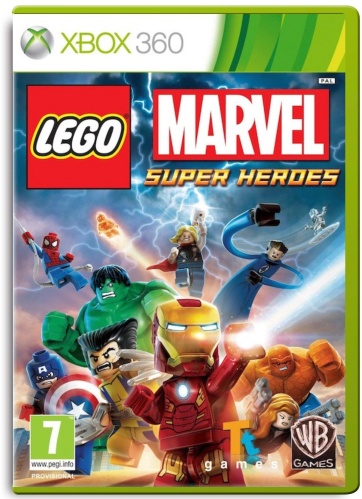 XBOX 360
PAL
LEGO
MARVEL
SUPER HEROES
7
www.pegi.info
PROVISIONAL
Tt
games
WB
GAMES